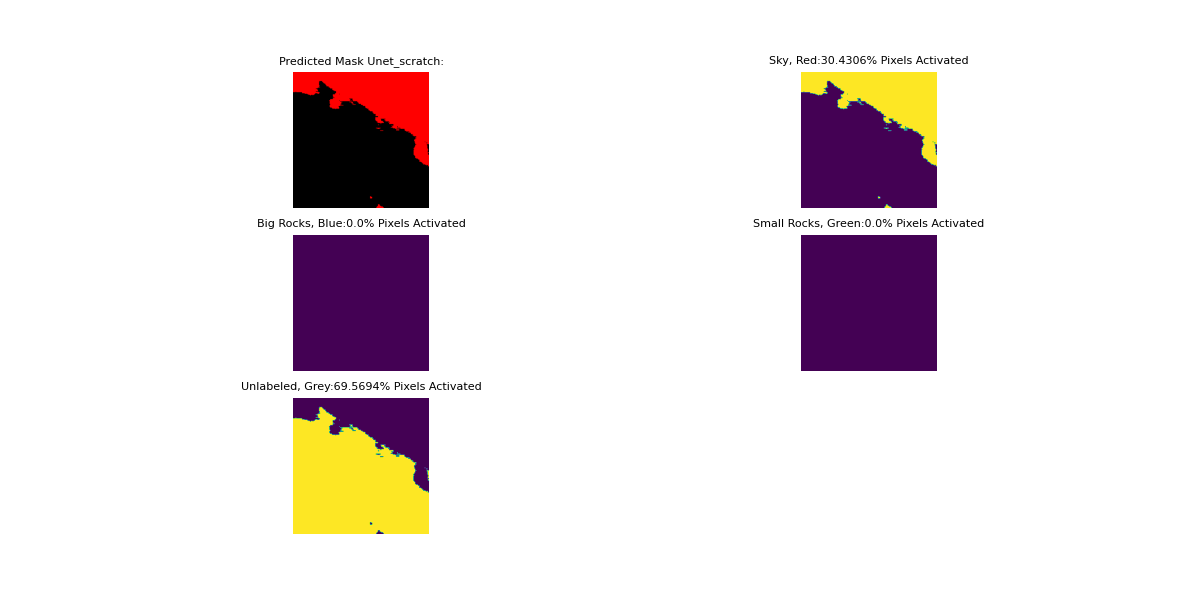 Predicted Mask Unet_scratch:
Sky, Red:30.4306% Pixels Activated
Big Rocks, Blue:0.0% Pixels Activated
Small Rocks, Green:0.0% Pixels Activated
Unlabeled, Grey:69.5694% Pixels Activated